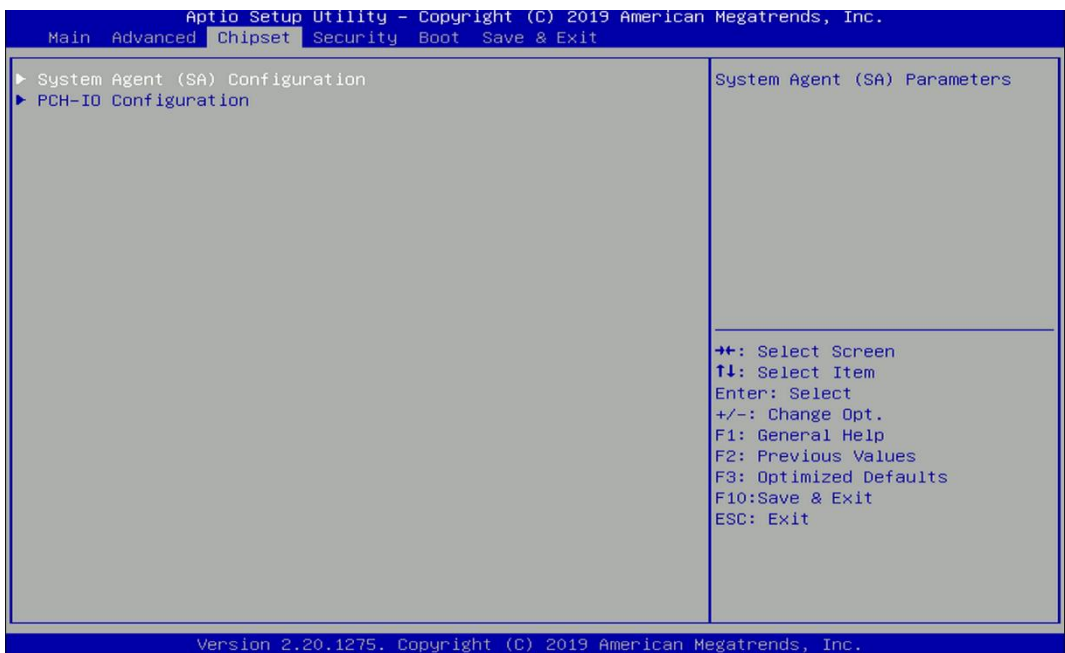 Aptio Setup Utility – Copyright (C) 2019 American Megatrends, Inc.
Main Advanced Chipset Security Boot Save & Exit
▶ System Agent (SA) Configuration
▶ PCH-IO Configuration
System Agent (SA) Parameters
→←: Select Screen
↑↓: Select Item
Enter: Select
+/-: Change Opt.
F1: General Help
F2: Previous Values
F3: Optimized Defaults
F10:Save & Exit
ESC: Exit
Version 2.20.1275. Copyright (C) 2019 American Megatrends, Inc.